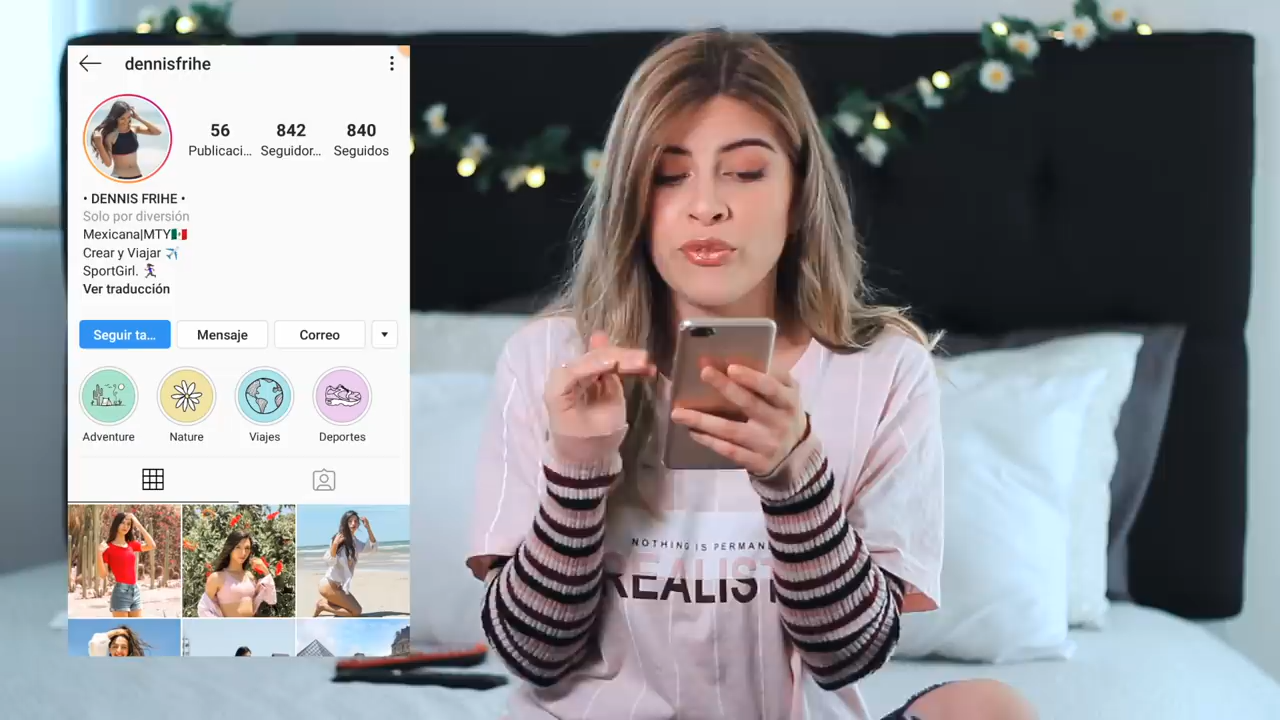 dennisfrihe
56 842 840
Publicaci... Seguidor... Seguidos
• DENNIS FRIHE •
Solo por diversión
Mexicana|MTY🇲🇽
Crear y Viajar ✈️
SportGirl. 🏃🏻‍♀️
Ver traducción
Seguir ta... Mensaje Correo
Adventure Nature Viajes Deportes
NOTHING IS PERMAN
REALIST